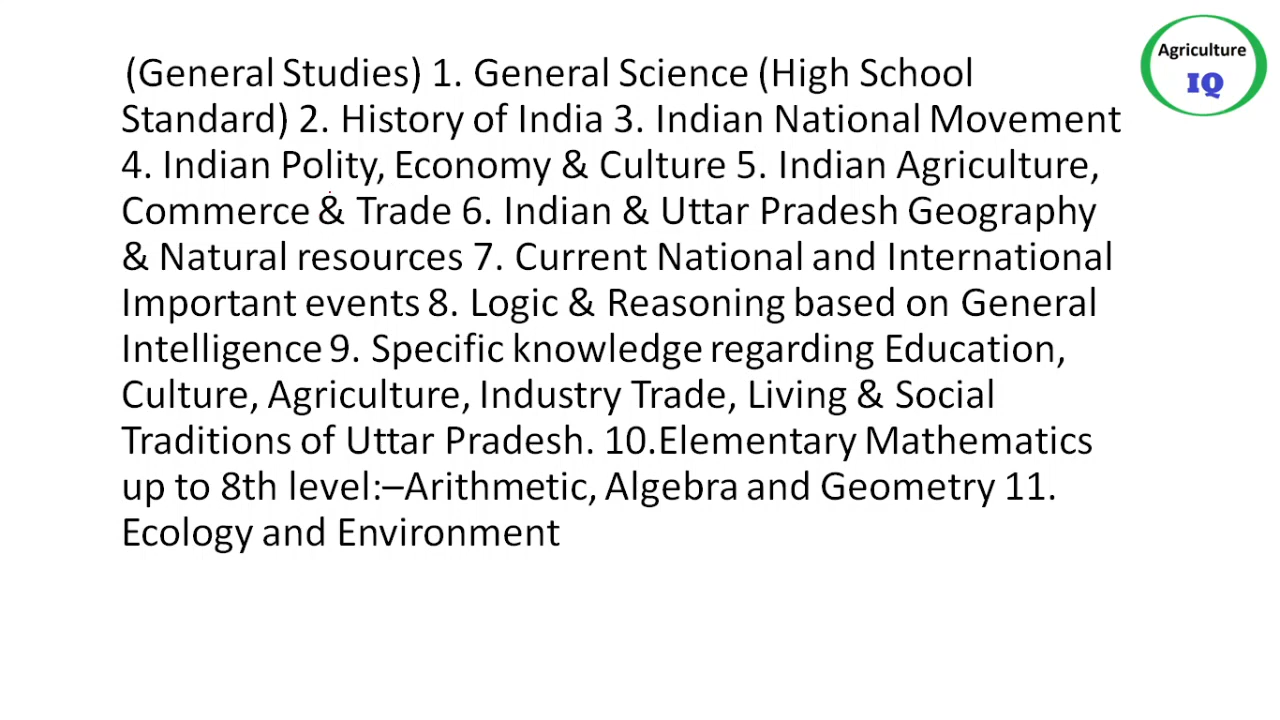 (General Studies) 1. General Science (High School
Standard) 2. History of India 3. Indian National Movement
4. Indian Polity, Economy & Culture 5. Indian Agriculture,
Commerce & Trade 6. Indian & Uttar Pradesh Geography
& Natural resources 7. Current National and International
Important events 8. Logic & Reasoning based on General
Intelligence 9. Specific knowledge regarding Education,
Culture, Agriculture, Industry Trade, Living & Social
Traditions of Uttar Pradesh. 10.Elementary Mathematics
up to 8th level:–Arithmetic, Algebra and Geometry 11.
Ecology and Environment
Agriculture
IQ